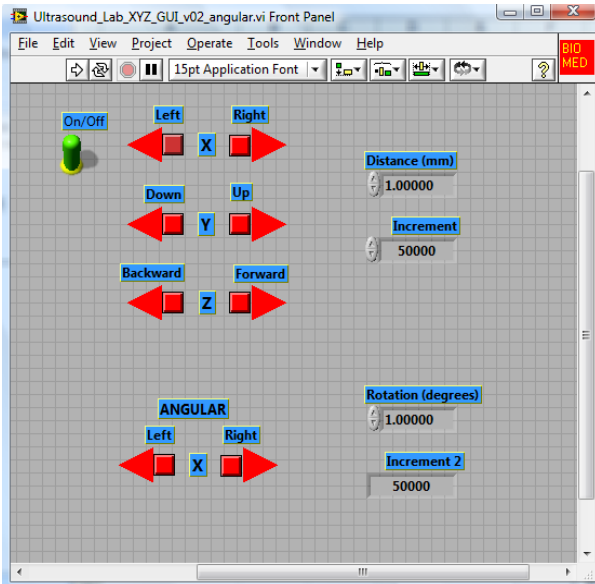 Ultrasound_Lab_XYZ_GUI_v02_angular.vi Front Panel
File Edit View Project Operate Tools Window Help
BIO
MED
15pt Application Font
?
On/Off
Left Right
X
Distance (mm)
1.00000
Down Up
Y
Increment
50000
Backward Forward
Z
Rotation (degrees)
1.00000
ANGULAR
Left Right
X
Increment 2
50000